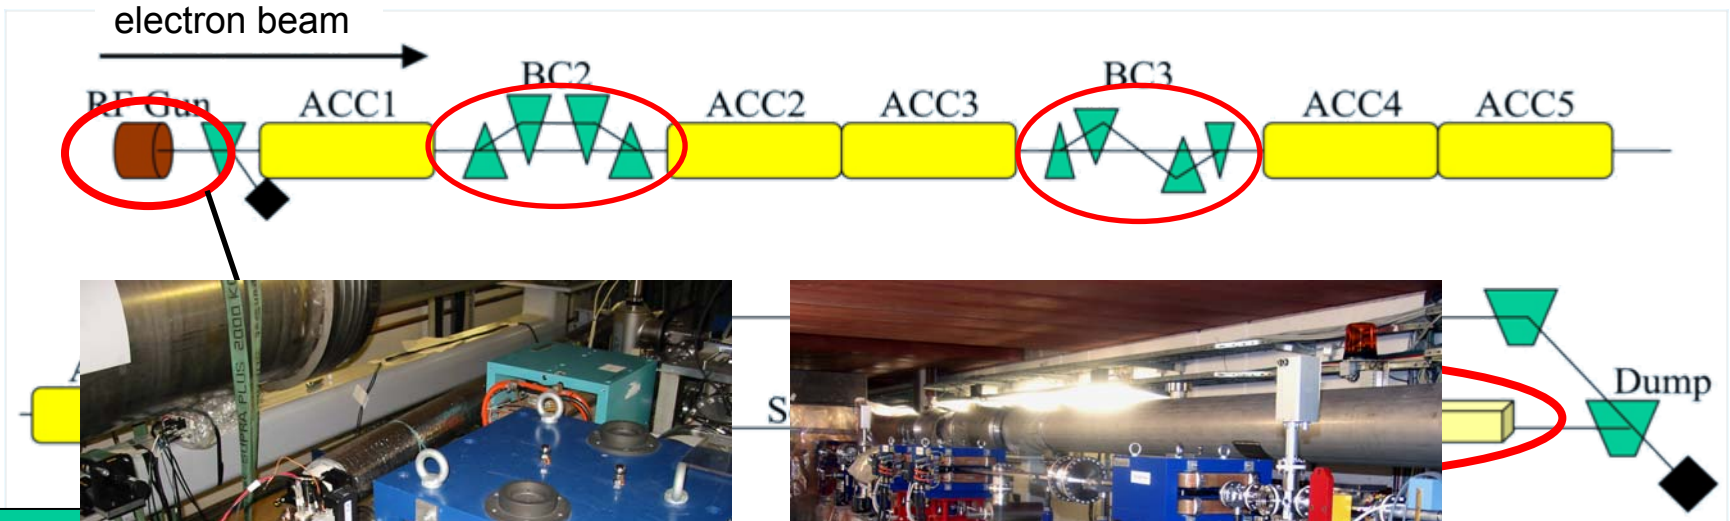 electron beam
RF Gun
ACC1
BC2
ACC2
ACC3
BC3
ACC4
ACC5
SUPRA PLUS 2000 K
S
Dump